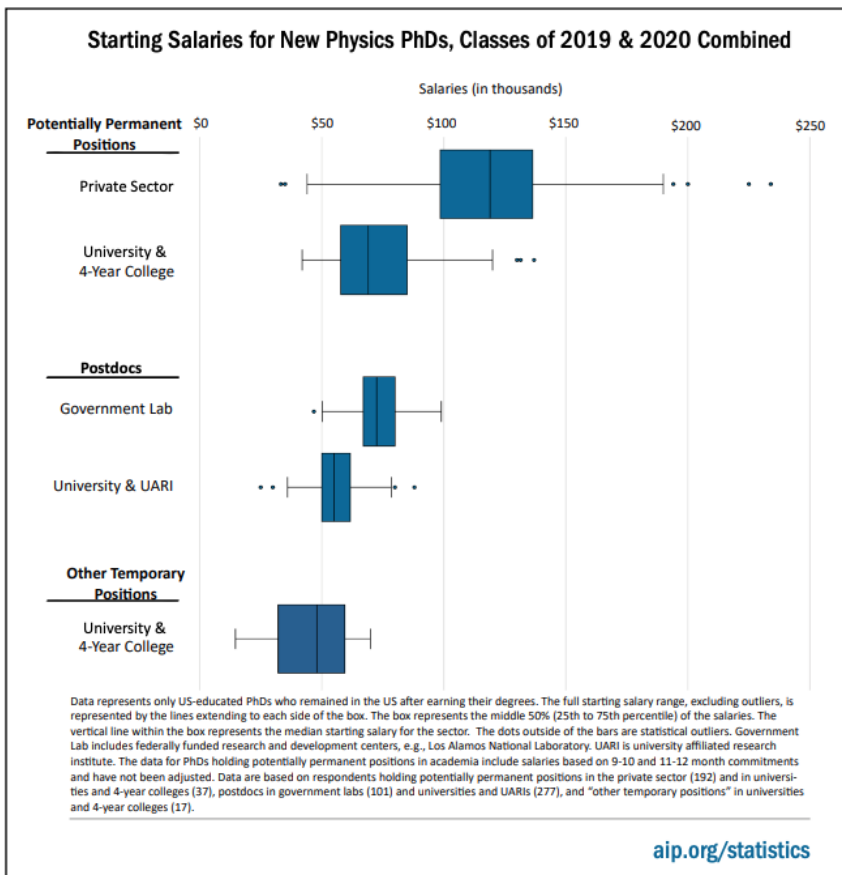 Starting Salaries for New Physics PhDs, Classes of 2019 & 2020 Combined
Salaries (in thousands)
$0 $50 $100 $150 $200 $250
Potentially Permanent
Positions
Private Sector
University &
4-Year College
Postdocs
Government Lab
University & UARI
Other Temporary
Positions
University &
4-Year College
Data represents only US-educated PhDs who remained in the US after earning their degrees. The full starting salary range, excluding outliers, is
represented by the lines extending to each side of the box. The box represents the middle 50% (25th to 75th percentile) of the salaries. The
vertical line within the box represents the median starting salary for the sector. The dots outside of the bars are statistical outliers. Government
Lab includes federally funded research and development centers, e.g., Los Alamos National Laboratory. UARI is university affiliated research
institute. The data for PhDs holding potentially permanent positions in academia include salaries based on 9-10 and 11-12 month commitments
and have not been adjusted. Data are based on respondents holding potentially permanent positions in the private sector (192) and in universi-
ties and 4-year colleges (37), postdocs in government labs (101) and universities and UARIs (277), and “other temporary positions” in universities
and 4-year colleges (17).
aip.org/statistics